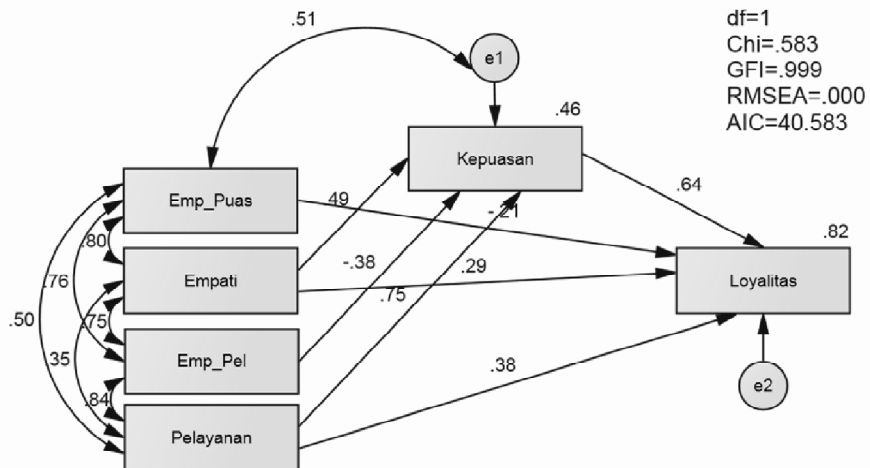 .51
df=1
Chi=.583
GFI=.999
RMSEA=.000
AIC=40.583
e1
.46
Kepuasan
Emp_Puas
.49
-.21
.64
.82
.80
Empati
-.38
.29
Loyalitas
.76
.75
.75
.50
.35
Emp_Pel
.38
e2
.84
Pelayanan